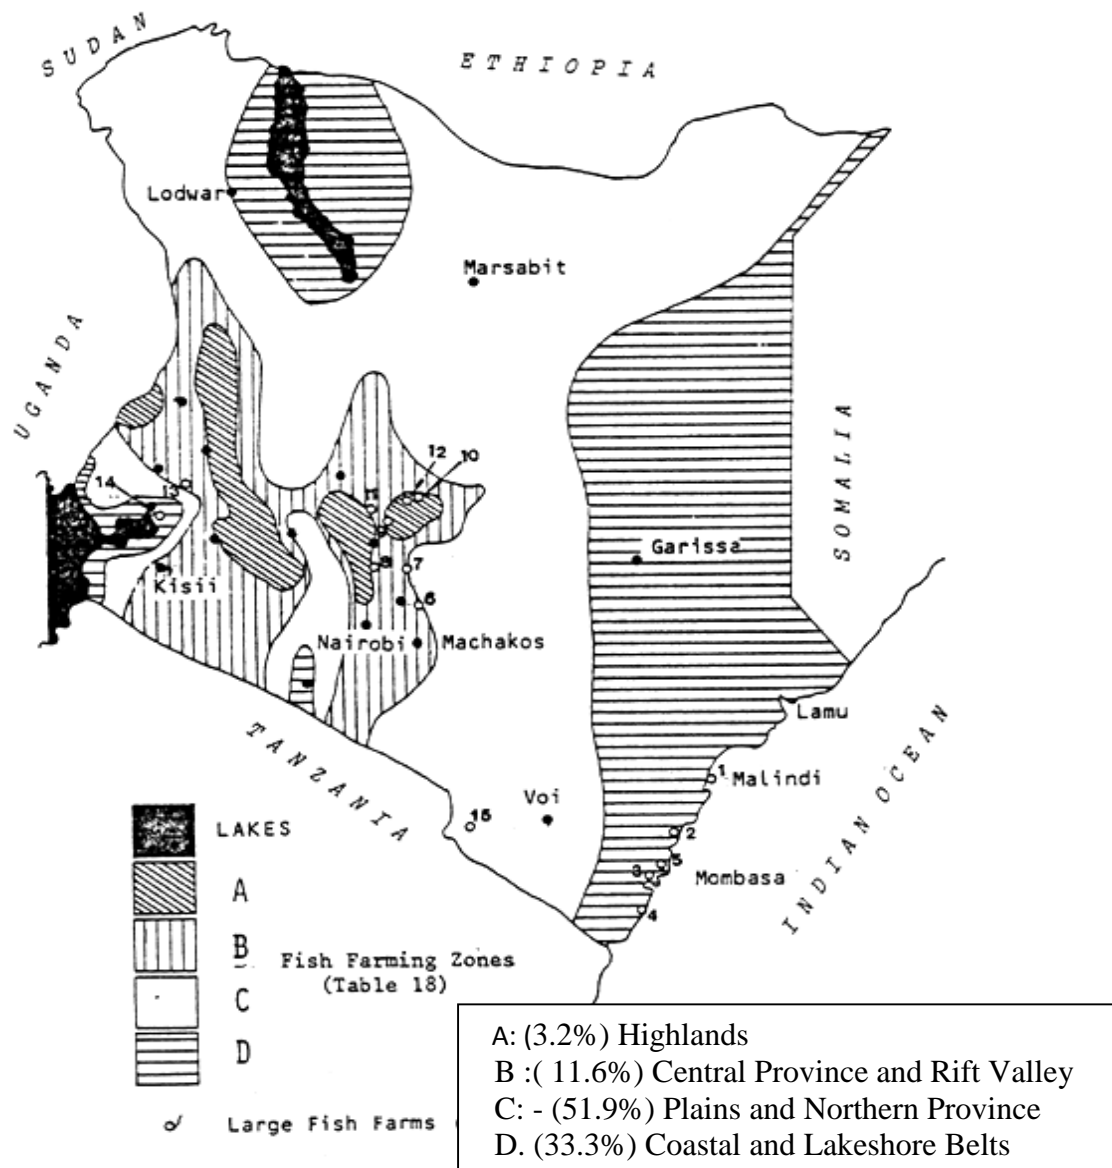 SUDAN
ETHIOPIA
Lodwar
Marsabit
UGANDA
SOMALIA
12 10
14
13
11
9
Garissa
8 7
Kisii
6
Nairobi Machakos
Lamu
TANZANIA
1 Malindi
INDIAN OCEAN
Voi
15
2
5
3 Mombasa
4
LAKES
A
B
Fish Farming Zones
(Table 18)
C
D
Large Fish Farms (
A: (3.2%) Highlands
B :( 11.6%) Central Province and Rift Valley
C: - (51.9%) Plains and Northern Province
D. (33.3%) Coastal and Lakeshore Belts